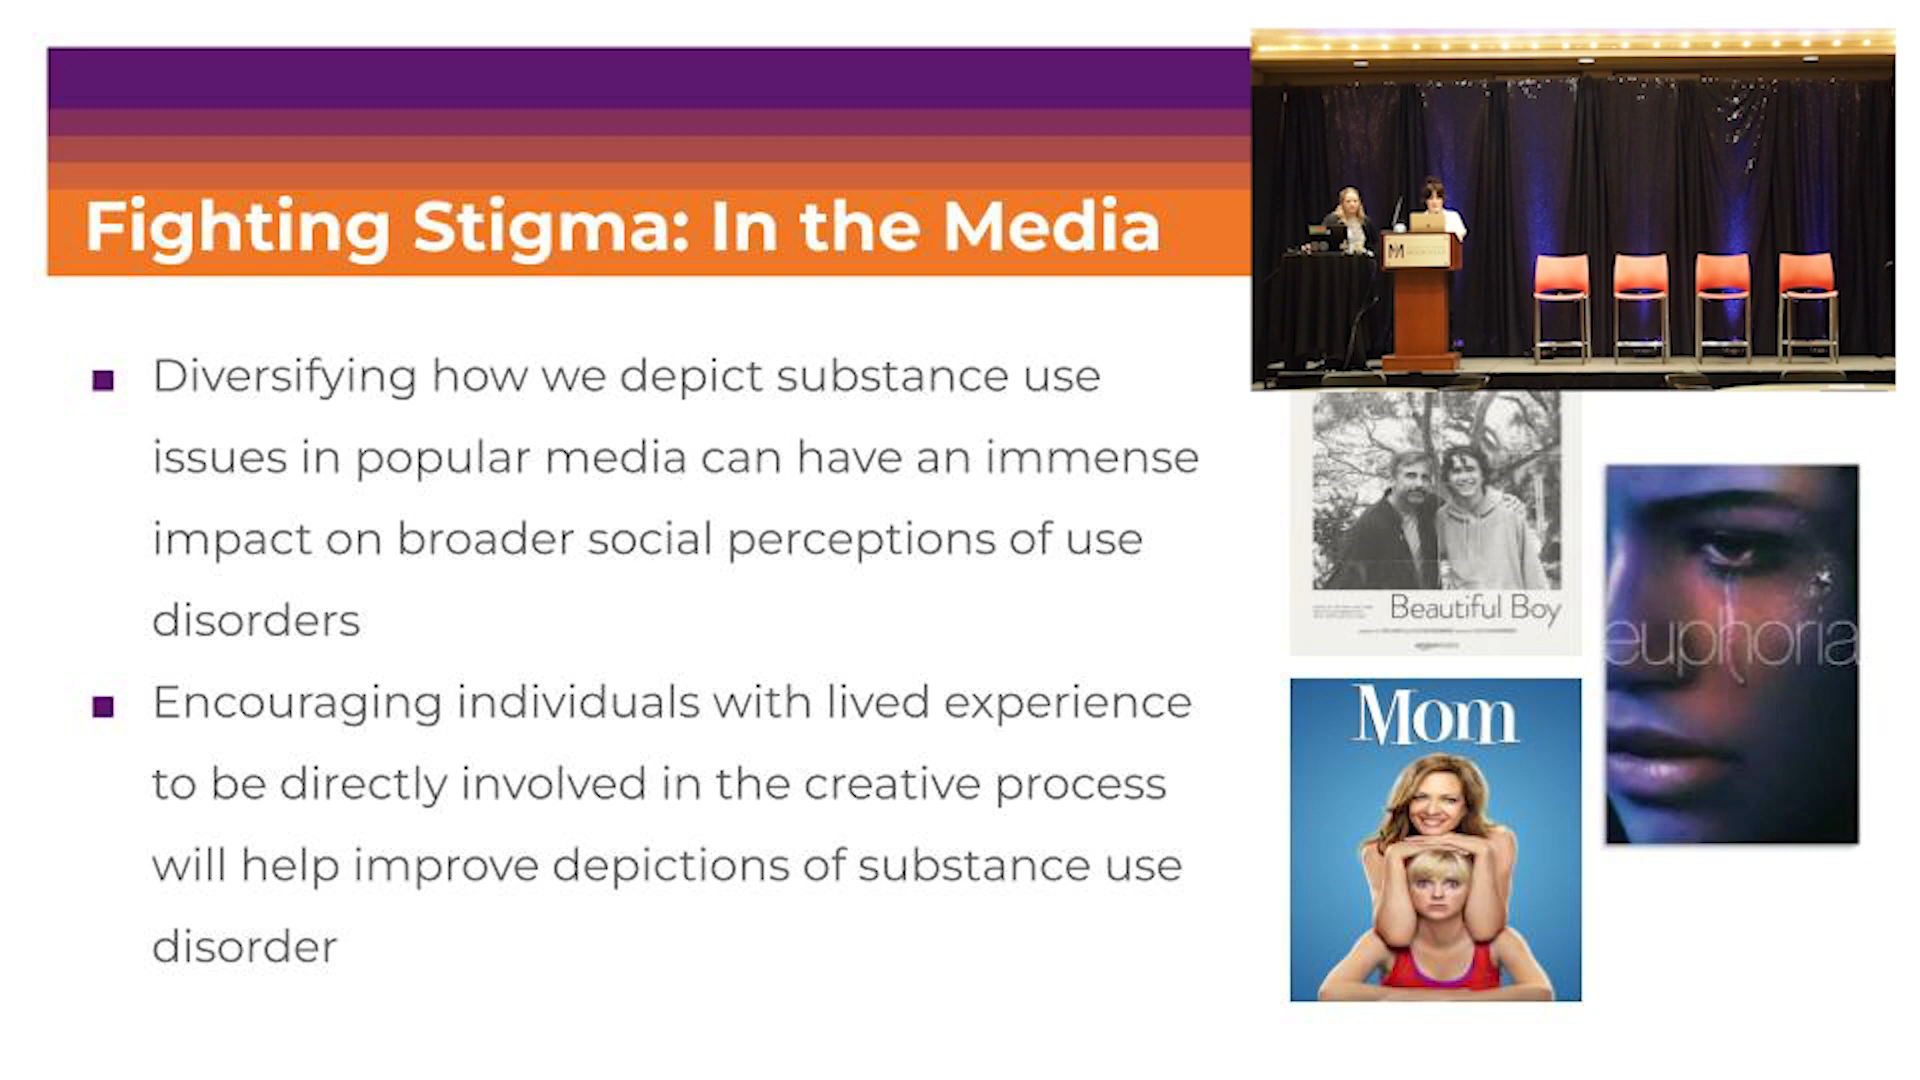 Fighting Stigma: In the Media
Diversifying how we depict substance use
issues in popular media can have an immense
impact on broader social perceptions of use
disorders
Encouraging individuals with lived experience
to be directly involved in the creative process
will help improve depictions of substance use
disorder
Beautiful Boy
euphoria
Mom